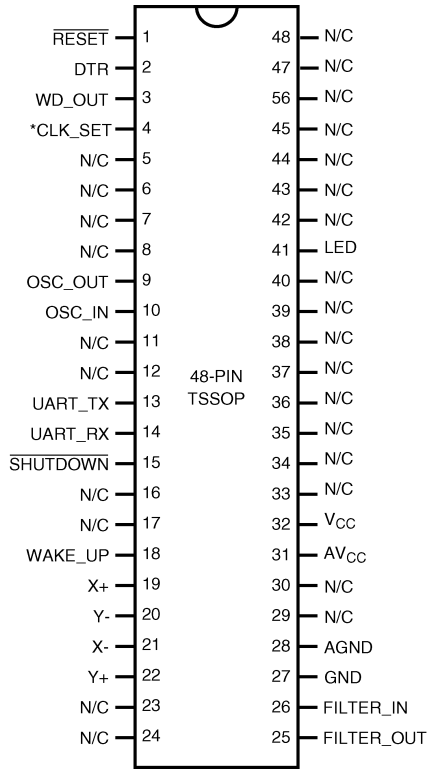 RESET 1 48 N/C
DTR 2 47 N/C
WD_OUT 3 56 N/C
*CLK_SET 4 45 N/C
N/C 5 44 N/C
N/C 6 43 N/C
N/C 7 42 N/C
N/C 8 41 LED
OSC_OUT 9 40 N/C
OSC_IN 10 39 N/C
N/C 11 38 N/C
N/C 12 37 N/C
48-PIN
TSSOP
UART_TX 13 36 N/C
UART_RX 14 35 N/C
SHUTDOWN 15 34 N/C
N/C 16 33 N/C
N/C 17 32 VCC
WAKE_UP 18 31 AVCC
X+ 19 30 N/C
Y- 20 29 N/C
X- 21 28 AGND
Y+ 22 27 GND
N/C 23 26 FILTER_IN
N/C 24 25 FILTER_OUT